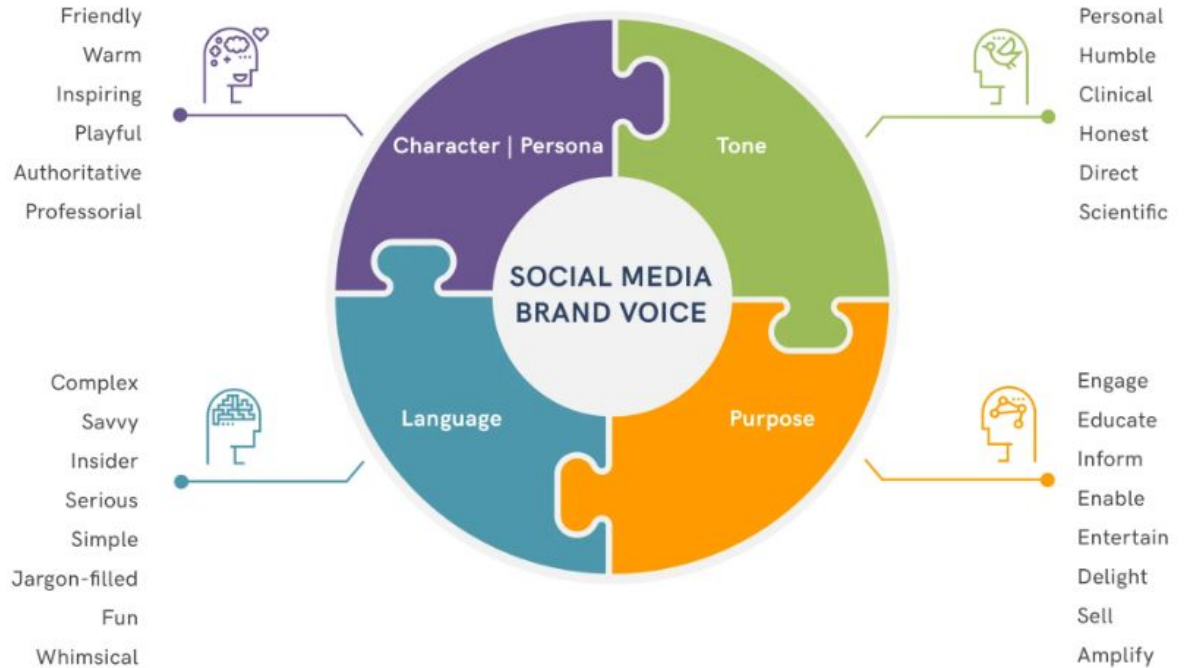 Friendly
Warm
Inspiring
Playful
Authoritative
Professorial
Character | Persona
Tone
Personal
Humble
Clinical
Honest
Direct
Scientific
SOCIAL MEDIA
BRAND VOICE
Complex
Savvy
Insider
Serious
Simple
Jargon-filled
Fun
Whimsical
Language
Purpose
Engage
Educate
Inform
Enable
Entertain
Delight
Sell
Amplify